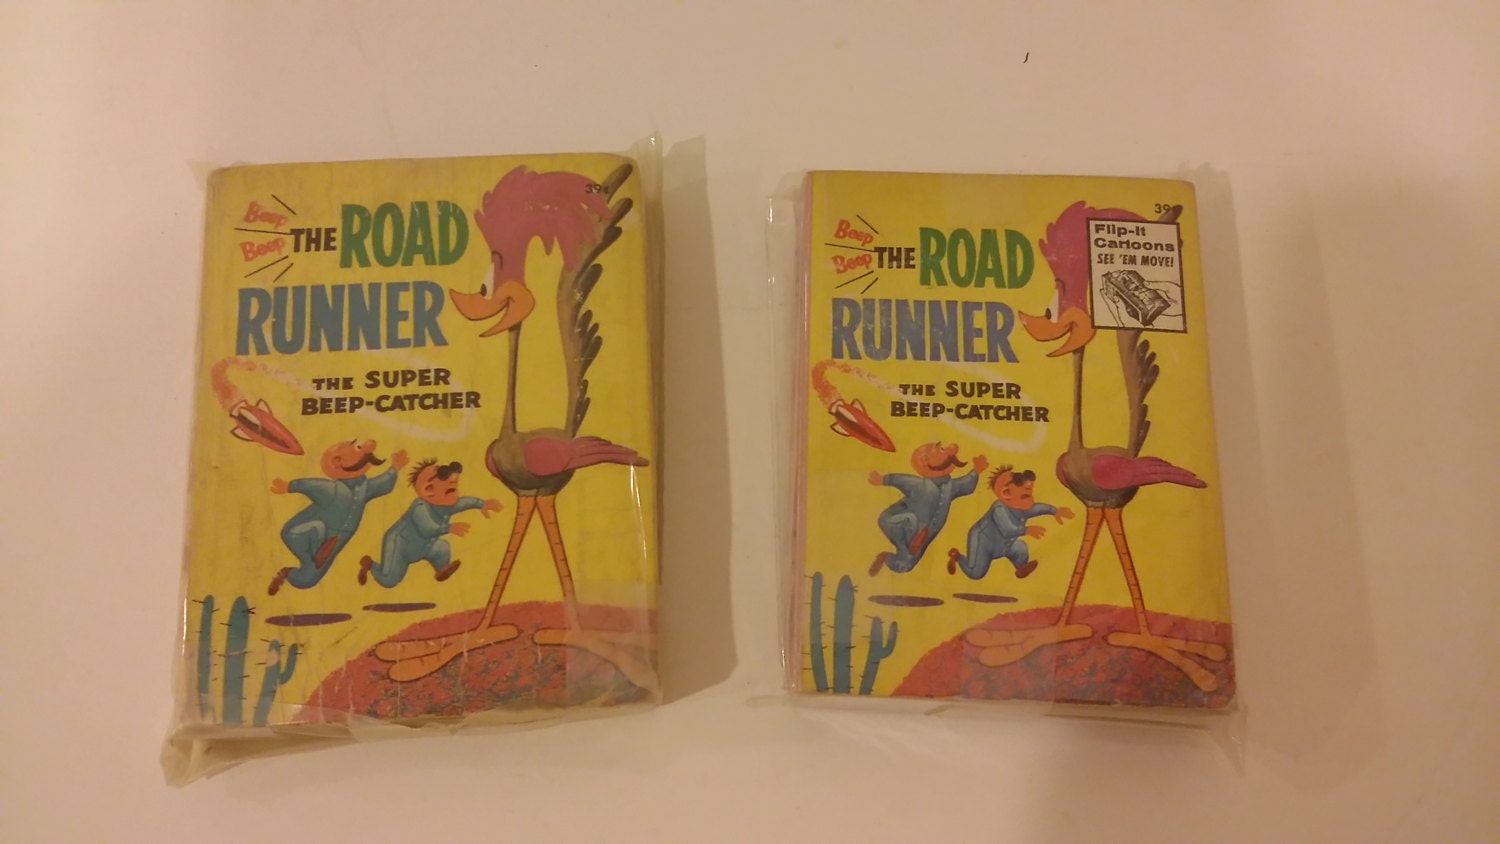 39¢
Beep
Beep THE ROAD
RUNNER
THE SUPER
BEEP-CATCHER
39
Flip-It
Cartoons
SEE 'EM MOVE!
Beep
Beep THE ROAD
RUNNER
THE SUPER
BEEP-CATCHER